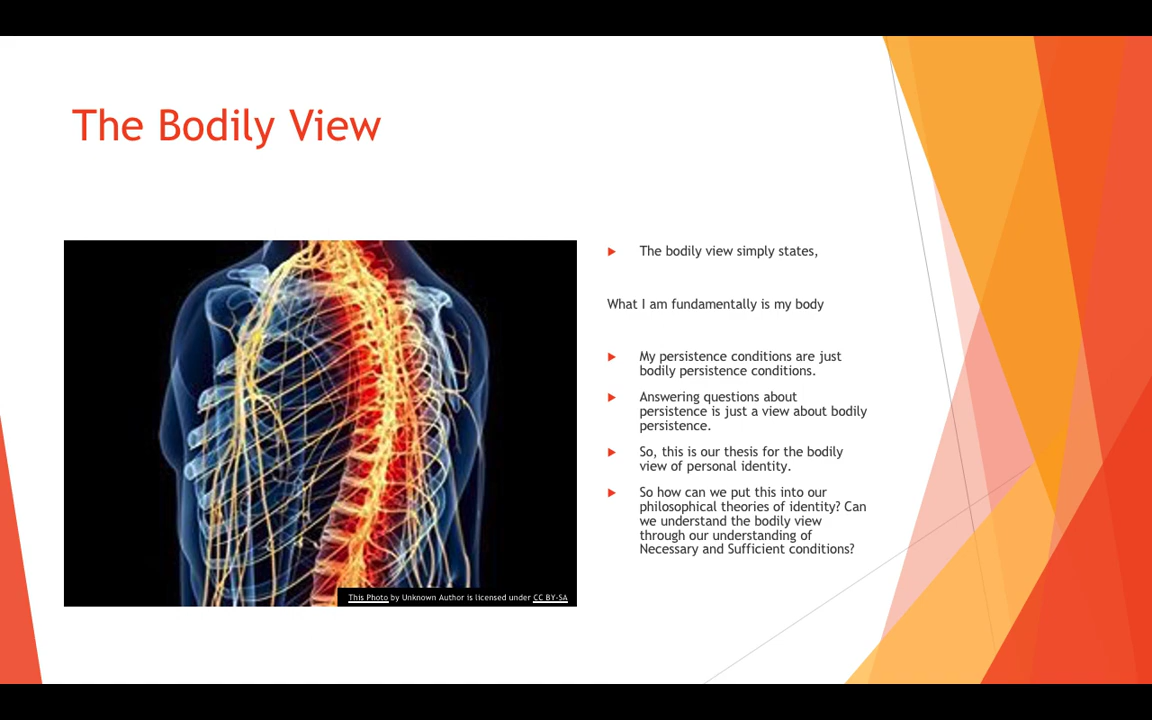 The Bodily View
The bodily view simply states,
What I am fundamentally is my body
My persistence conditions are just
bodily persistence conditions.
Answering questions about
persistence is just a view about bodily
persistence.
So, this is our thesis for the bodily
view of personal identity.
So how can we put this into our
philosophical theories of identity? Can
we understand the bodily view
through our understanding of
Necessary and Sufficient conditions?
This Photo by Unknown Author is licensed under CC BY-SA